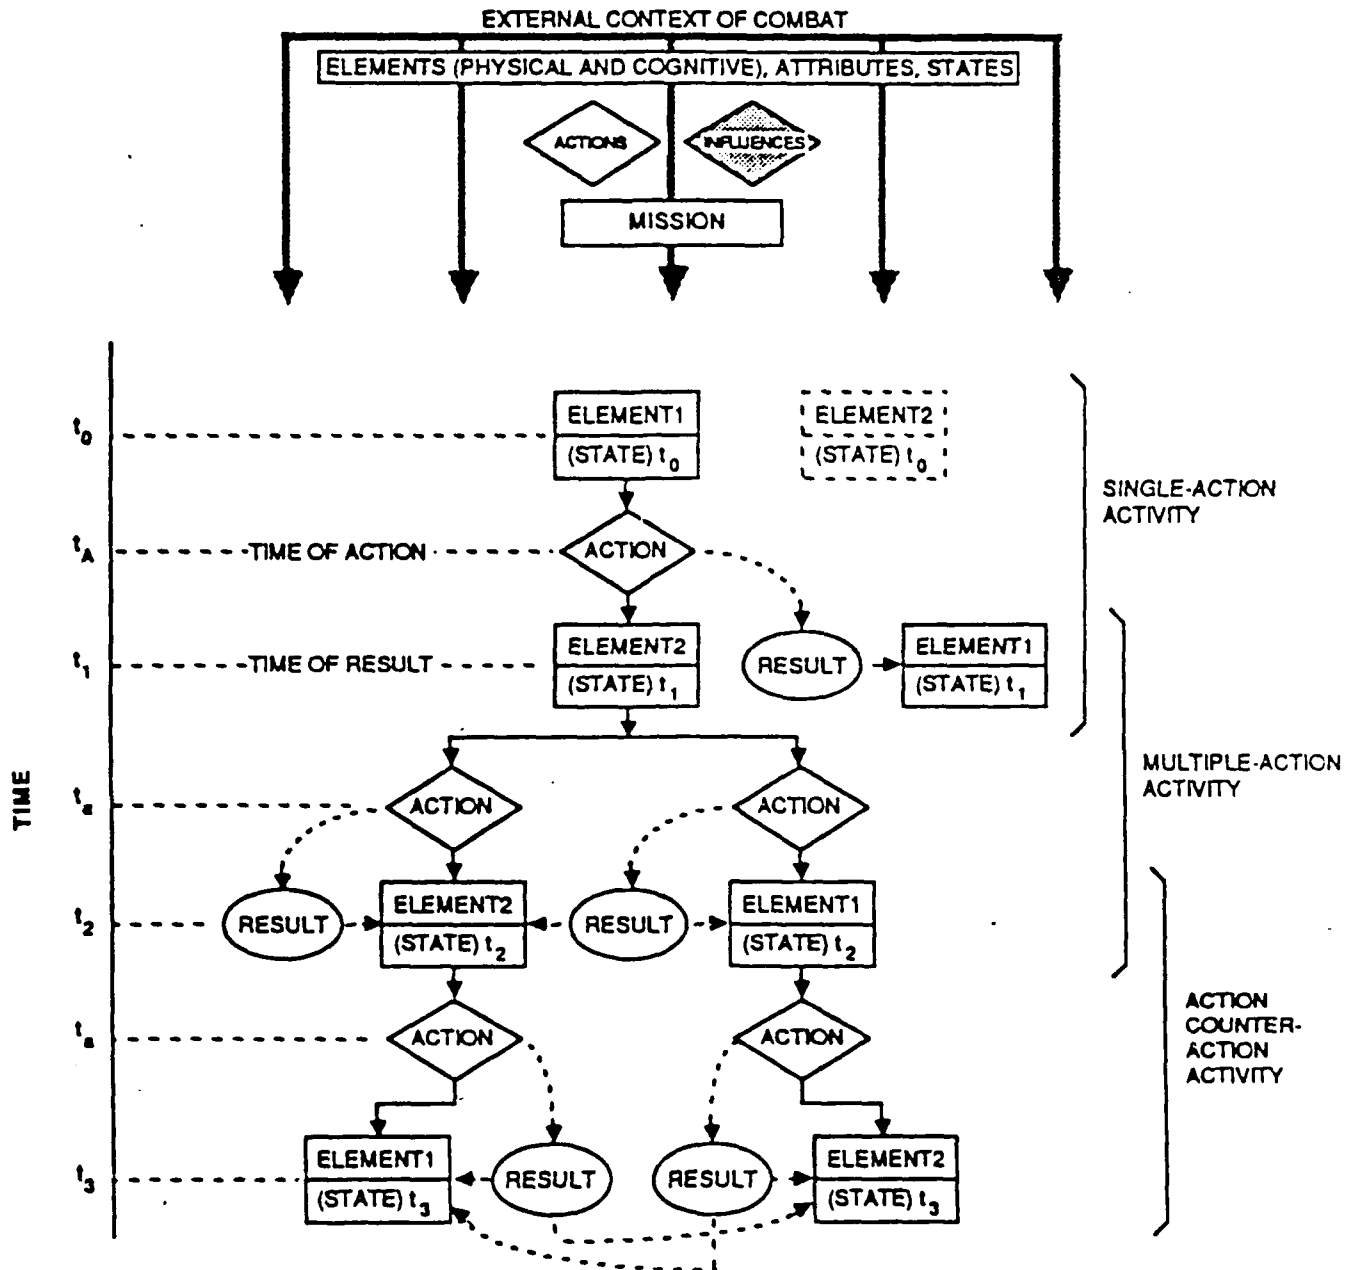 EXTERNAL CONTEXT OF COMBAT
ELEMENTS (PHYSICAL AND COGNITIVE), ATTRIBUTES, STATES
ACTIONS
INFLUENCES
MISSION
TIME
t0
ELEMENT1
(STATE) t0
ELEMENT2
(STATE) t0
SINGLE-ACTION
ACTIVITY
tA
TIME OF ACTION
ACTION
t1
TIME OF RESULT
ELEMENT2
(STATE) t1
RESULT
ELEMENT1
(STATE) t1
MULTIPLE-ACTION
ACTIVITY
ta
ACTION
ACTION
t2
RESULT
ELEMENT2
(STATE) t2
RESULT
ELEMENT1
(STATE) t2
ACTION
COUNTER-
ACTION
ACTIVITY
ta
ACTION
ACTION
t3
ELEMENT1
(STATE) t3
RESULT
RESULT
ELEMENT2
(STATE) t3